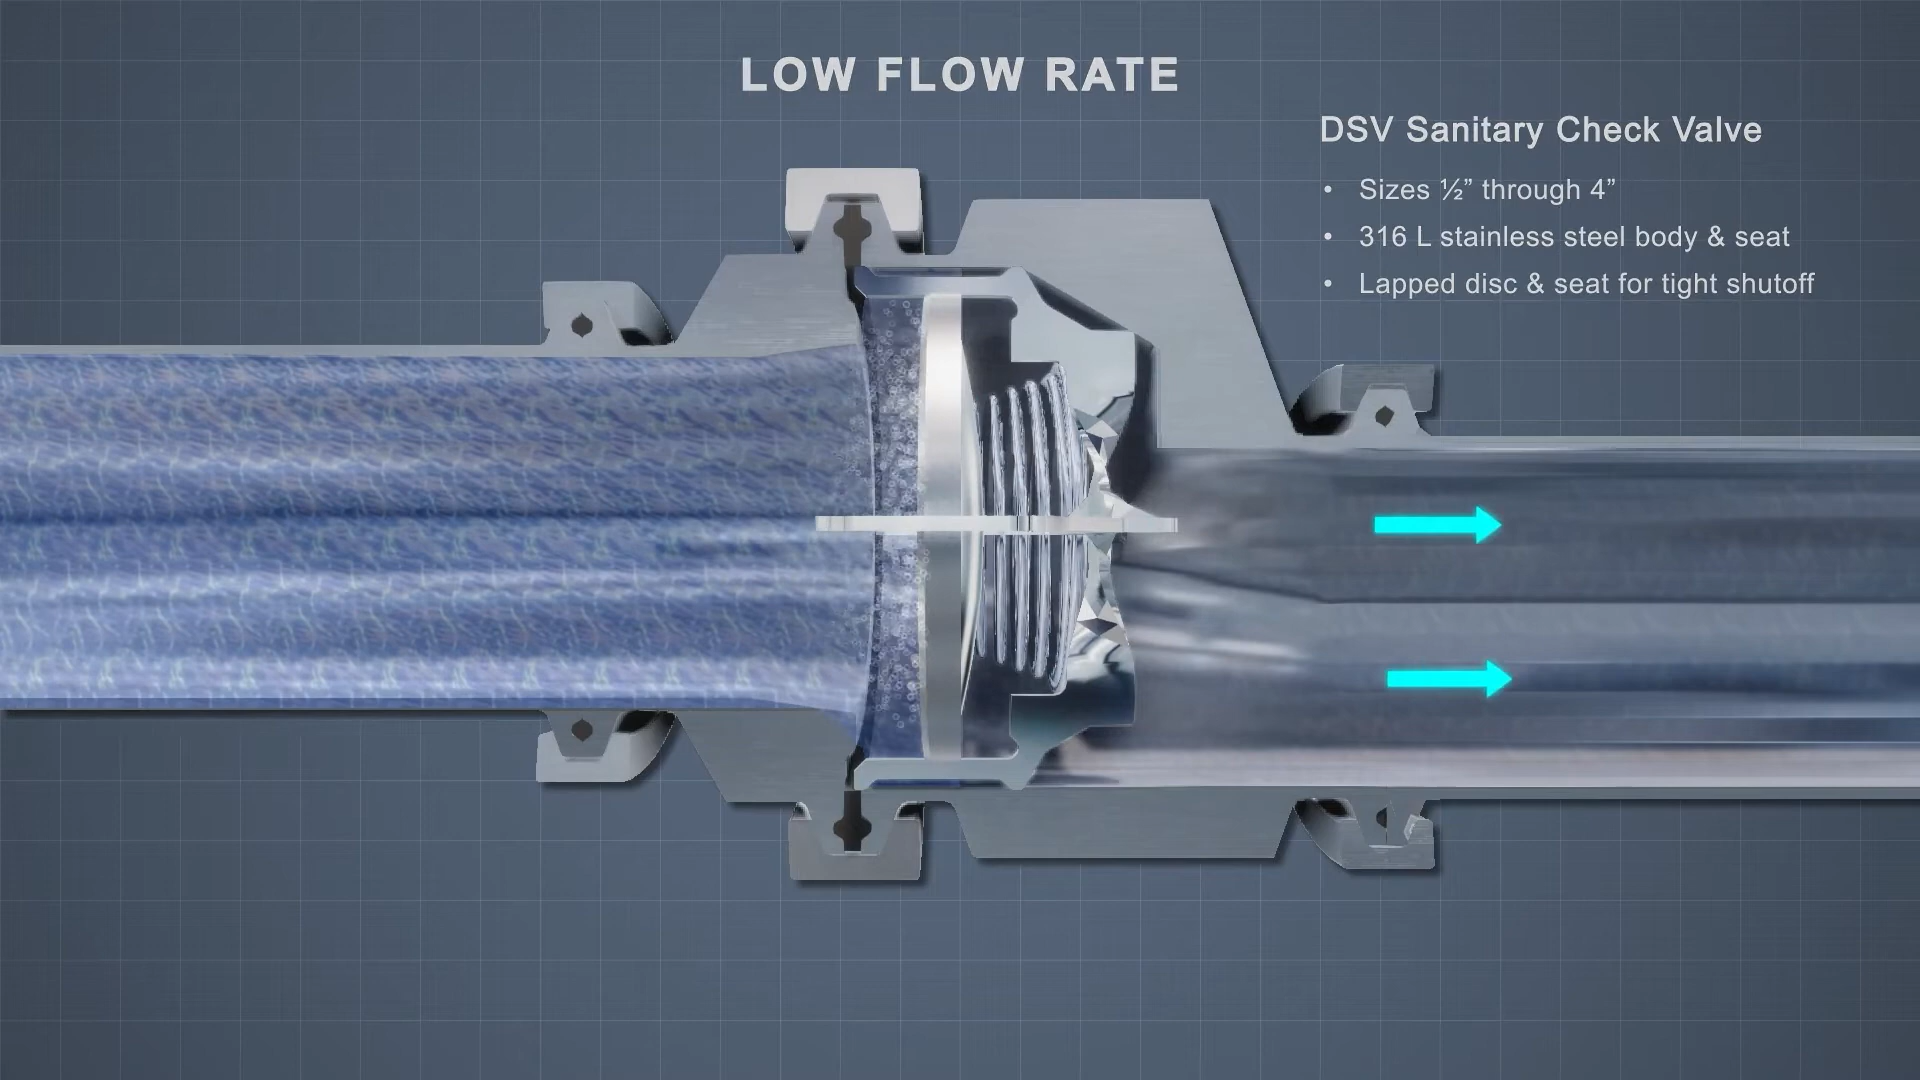 LOW FLOW RATE
DSV Sanitary Check Valve
• Sizes ½” through 4”
• 316 L stainless steel body & seat
• Lapped disc & seat for tight shutoff